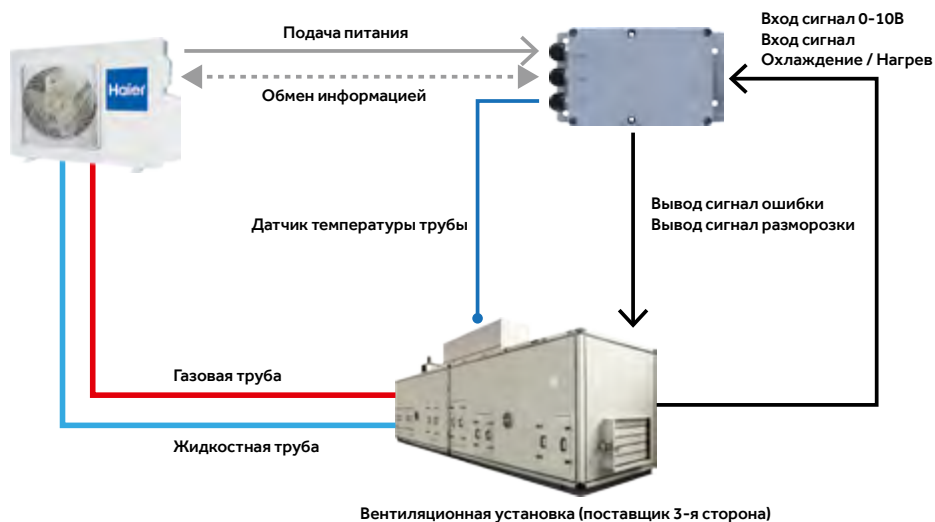 Подача питания
Обмен информацией
Haier
Вход сигнал 0-10В
Вход сигнал
Охлаждение / Нагрев
Датчик температуры трубы
Вывод сигнал ошибки
Вывод сигнал разморозки
Газовая труба
Жидкостная труба
Вентиляционная установка (поставщик 3-я сторона)